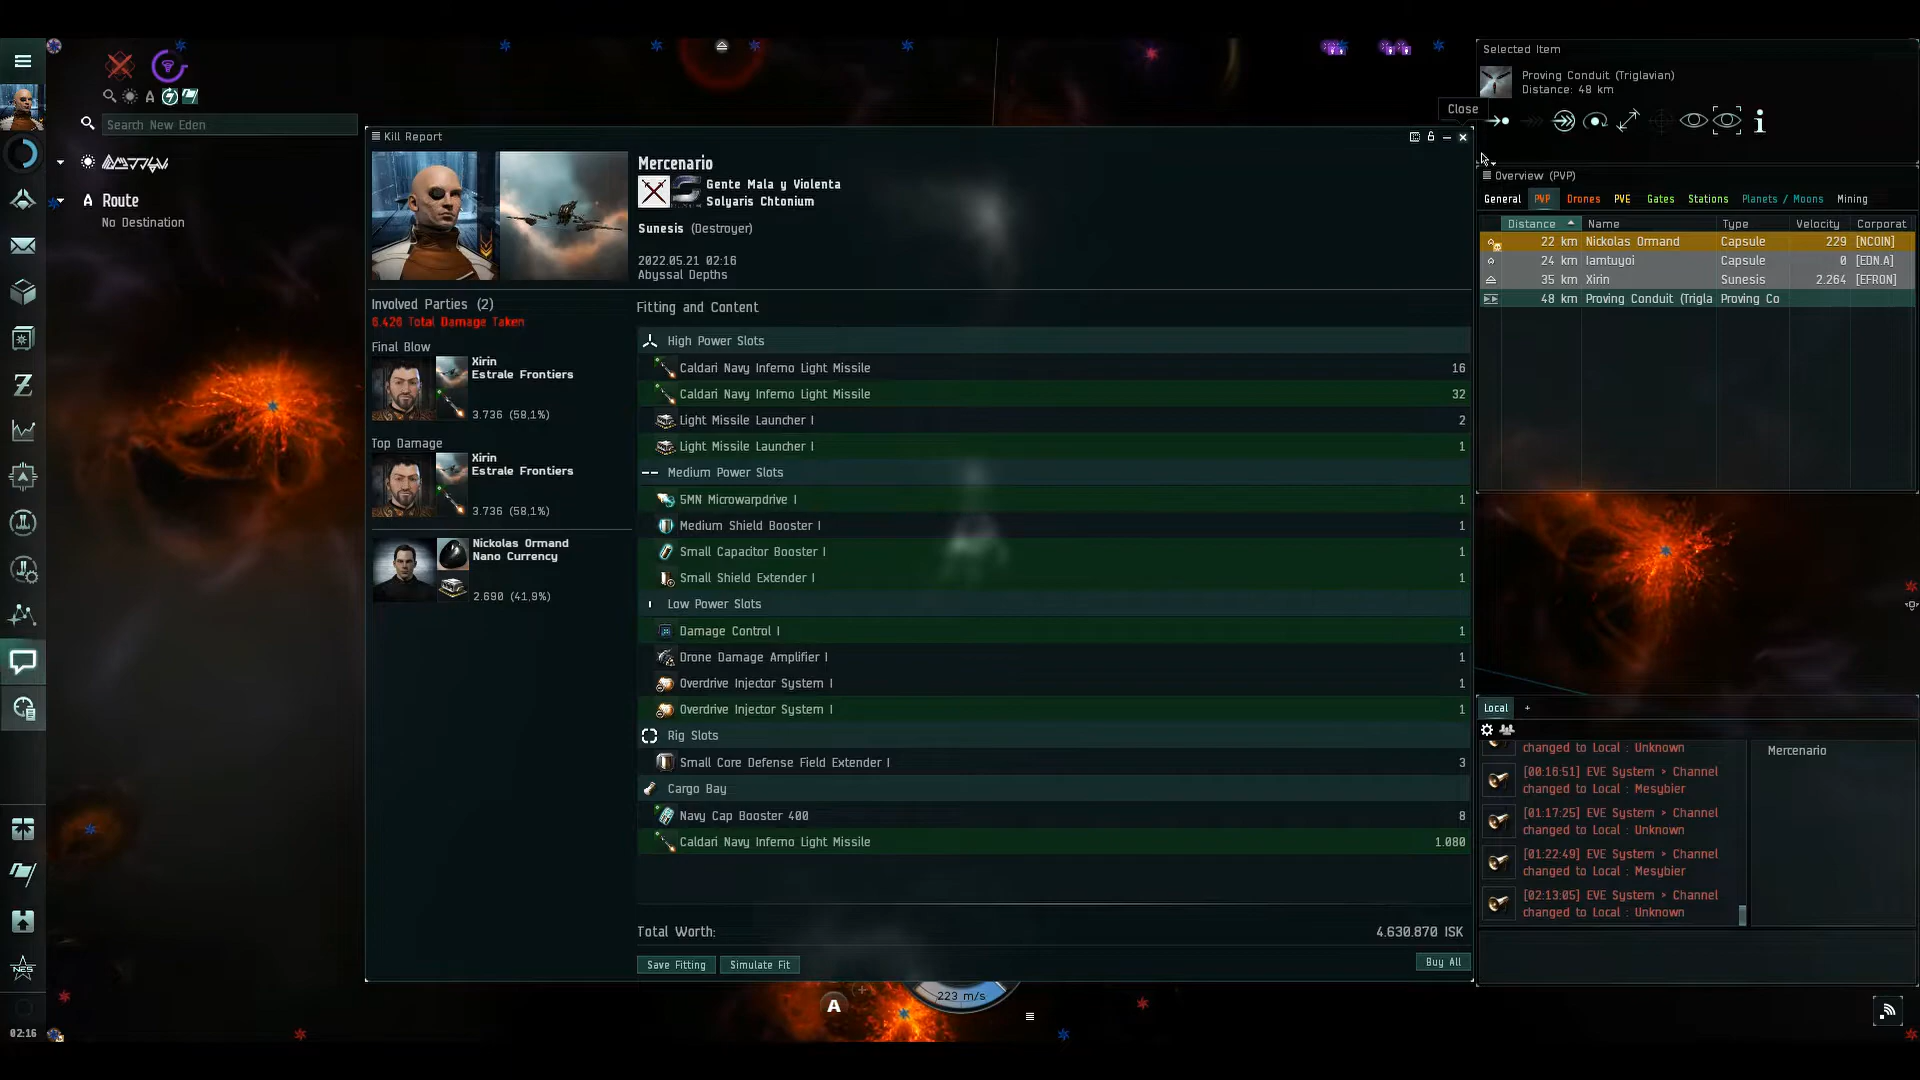 Search New Eden
A Route
No Destination
02:16
Kill Report
Mercenario
Gente Mala y Violenta
Solyaris Chtonium
Sunesis (Destroyer)
2022.05.21 02:16
Abyssal Depths
Involved Parties (2)
6.426 Total Damage Taken
Final Blow
Xirin
Estrale Frontiers
3.736 (58,1%)
Top Damage
Xirin
Estrale Frontiers
3.736 (58,1%)
Nickolas Ormand
Nano Currency
2.690 (41,9%)
Fitting and Content
High Power Slots
Caldari Navy Inferno Light Missile 16
Caldari Navy Inferno Light Missile 32
Light Missile Launcher I 2
Light Missile Launcher I 1
Medium Power Slots
5MN Microwarpdrive I 1
Medium Shield Booster I 1
Small Capacitor Booster I 1
Small Shield Extender I 1
Low Power Slots
Damage Control I 1
Drone Damage Amplifier I 1
Overdrive Injector System I 1
Overdrive Injector System I 1
Rig Slots
Small Core Defense Field Extender I 3
Cargo Bay
Navy Cap Booster 400 8
Caldari Navy Inferno Light Missile 1.080
Total Worth: 4.630.870 ISK
Save Fitting Simulate Fit Buy All
A
223 m/s
Close
Selected Item
Proving Conduit (Triglavian)
Distance: 48 km
Overview (PVP)
General PVP Drones PVE Gates Stations Planets / Moons Mining
Distance Name Type Velocity Corporat
22 km Nickolas Ormand Capsule 229 [NCOIN]
24 km Iamtuyoi Capsule 0 [EDN.A]
35 km Xirin Sunesis 2.264 [EFRON]
48 km Proving Conduit (Trigla Proving Co
Local +
changed to Local : Unknown
[00:16:51] EVE System > Channel
changed to Local : Mesybier
[01:17:25] EVE System > Channel
changed to Local : Unknown
[01:22:49] EVE System > Channel
changed to Local : Mesybier
[02:13:05] EVE System > Channel
changed to Local : Unknown
Mercenario
NES